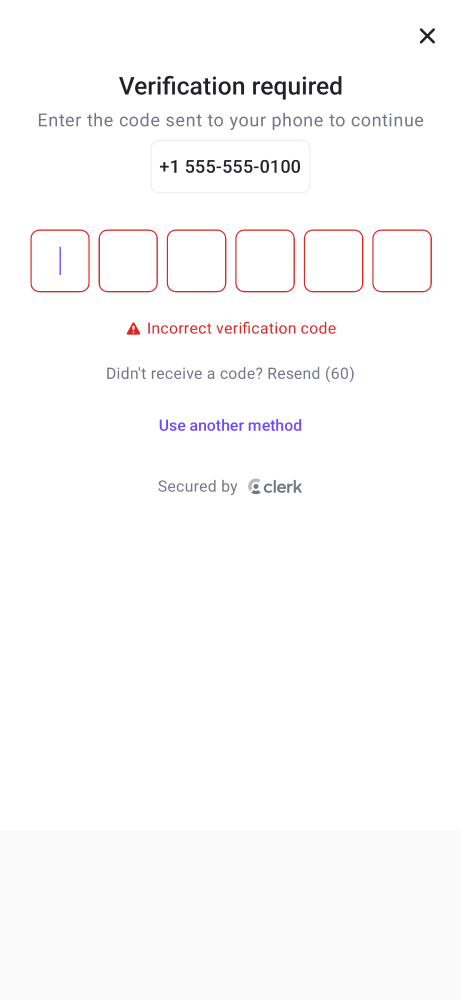 Verification required
Enter the code sent to your phone to continue
+1 555-555-0100
Incorrect verification code
Didn't receive a code? Resend (60)
Use another method
Secured by clerk